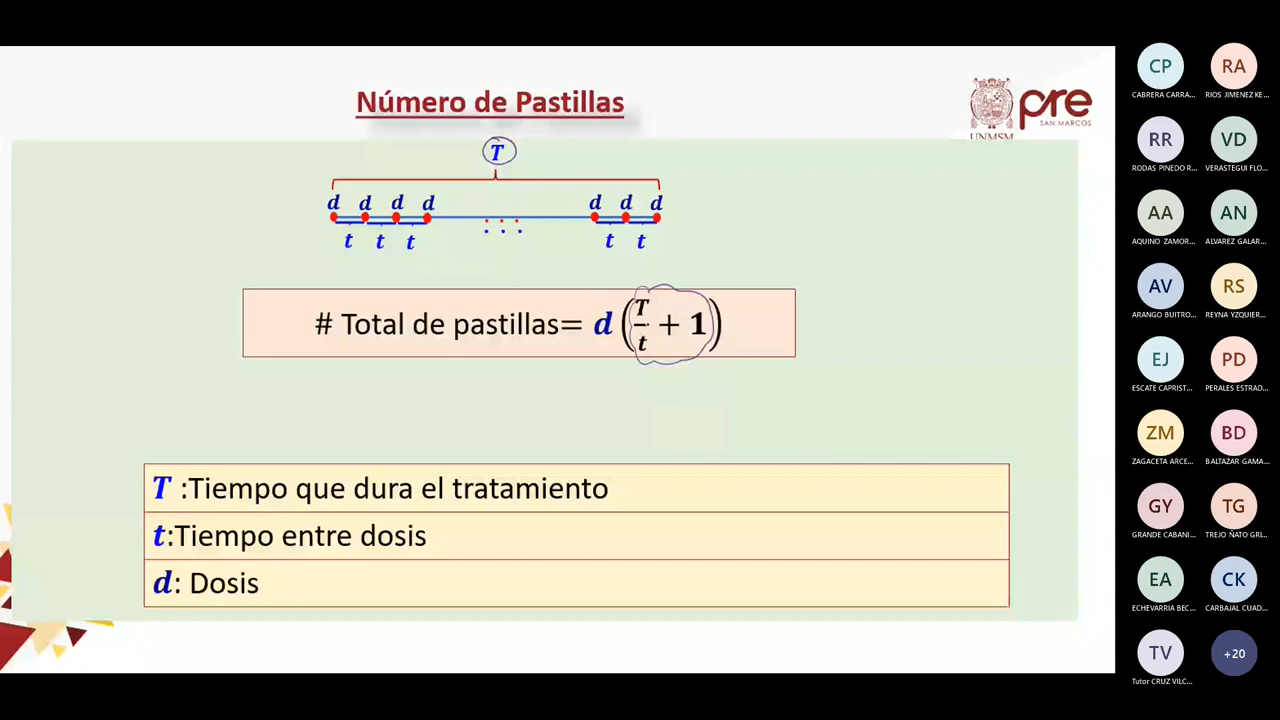 Número de Pastillas
pre
SAN MARCOS
UNMSM
T
d d d d d d d
t t t t t
# Total de pastillas= d (T/t + 1)
T :Tiempo que dura el tratamiento
t:Tiempo entre dosis
d: Dosis
CP RA
CABRERA CARRA... RIOS JIMENEZ KE...
RR VD
RODAS PINEDO R... VERASTEGUI FLO...
AA AN
AQUINO ZAMOR... ALVAREZ GALAR...
AV RS
ARANGO BUITRO... REYNA YZQUIER...
EJ PD
ESCATE CAPRIST... PERALES ESTRAD...
ZM BD
ZAGACETA ARCE... BALTAZAR GAMA...
GY TG
GRANDE CABANI... TREJO ÑATO GRL...
EA CK
ECHEVARRIA BEC... CARBAJAL CUAD...
TV +20
Tutor CRUZ VILC...